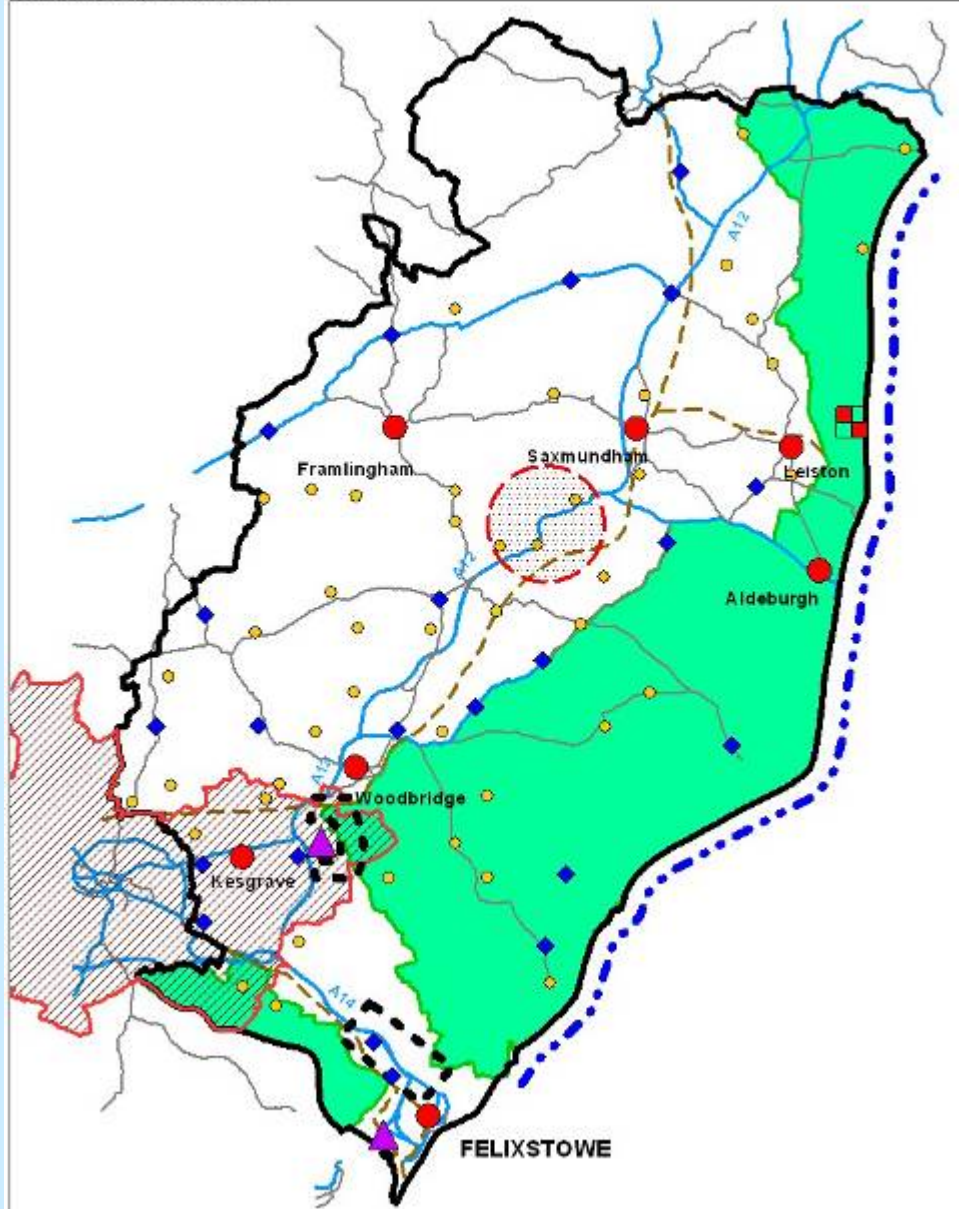 A12
Saxmundham
Framlingham
Leiston
A12
Aldeburgh
A12
Woodbridge
Kesgrave
A14
FELIXSTOWE